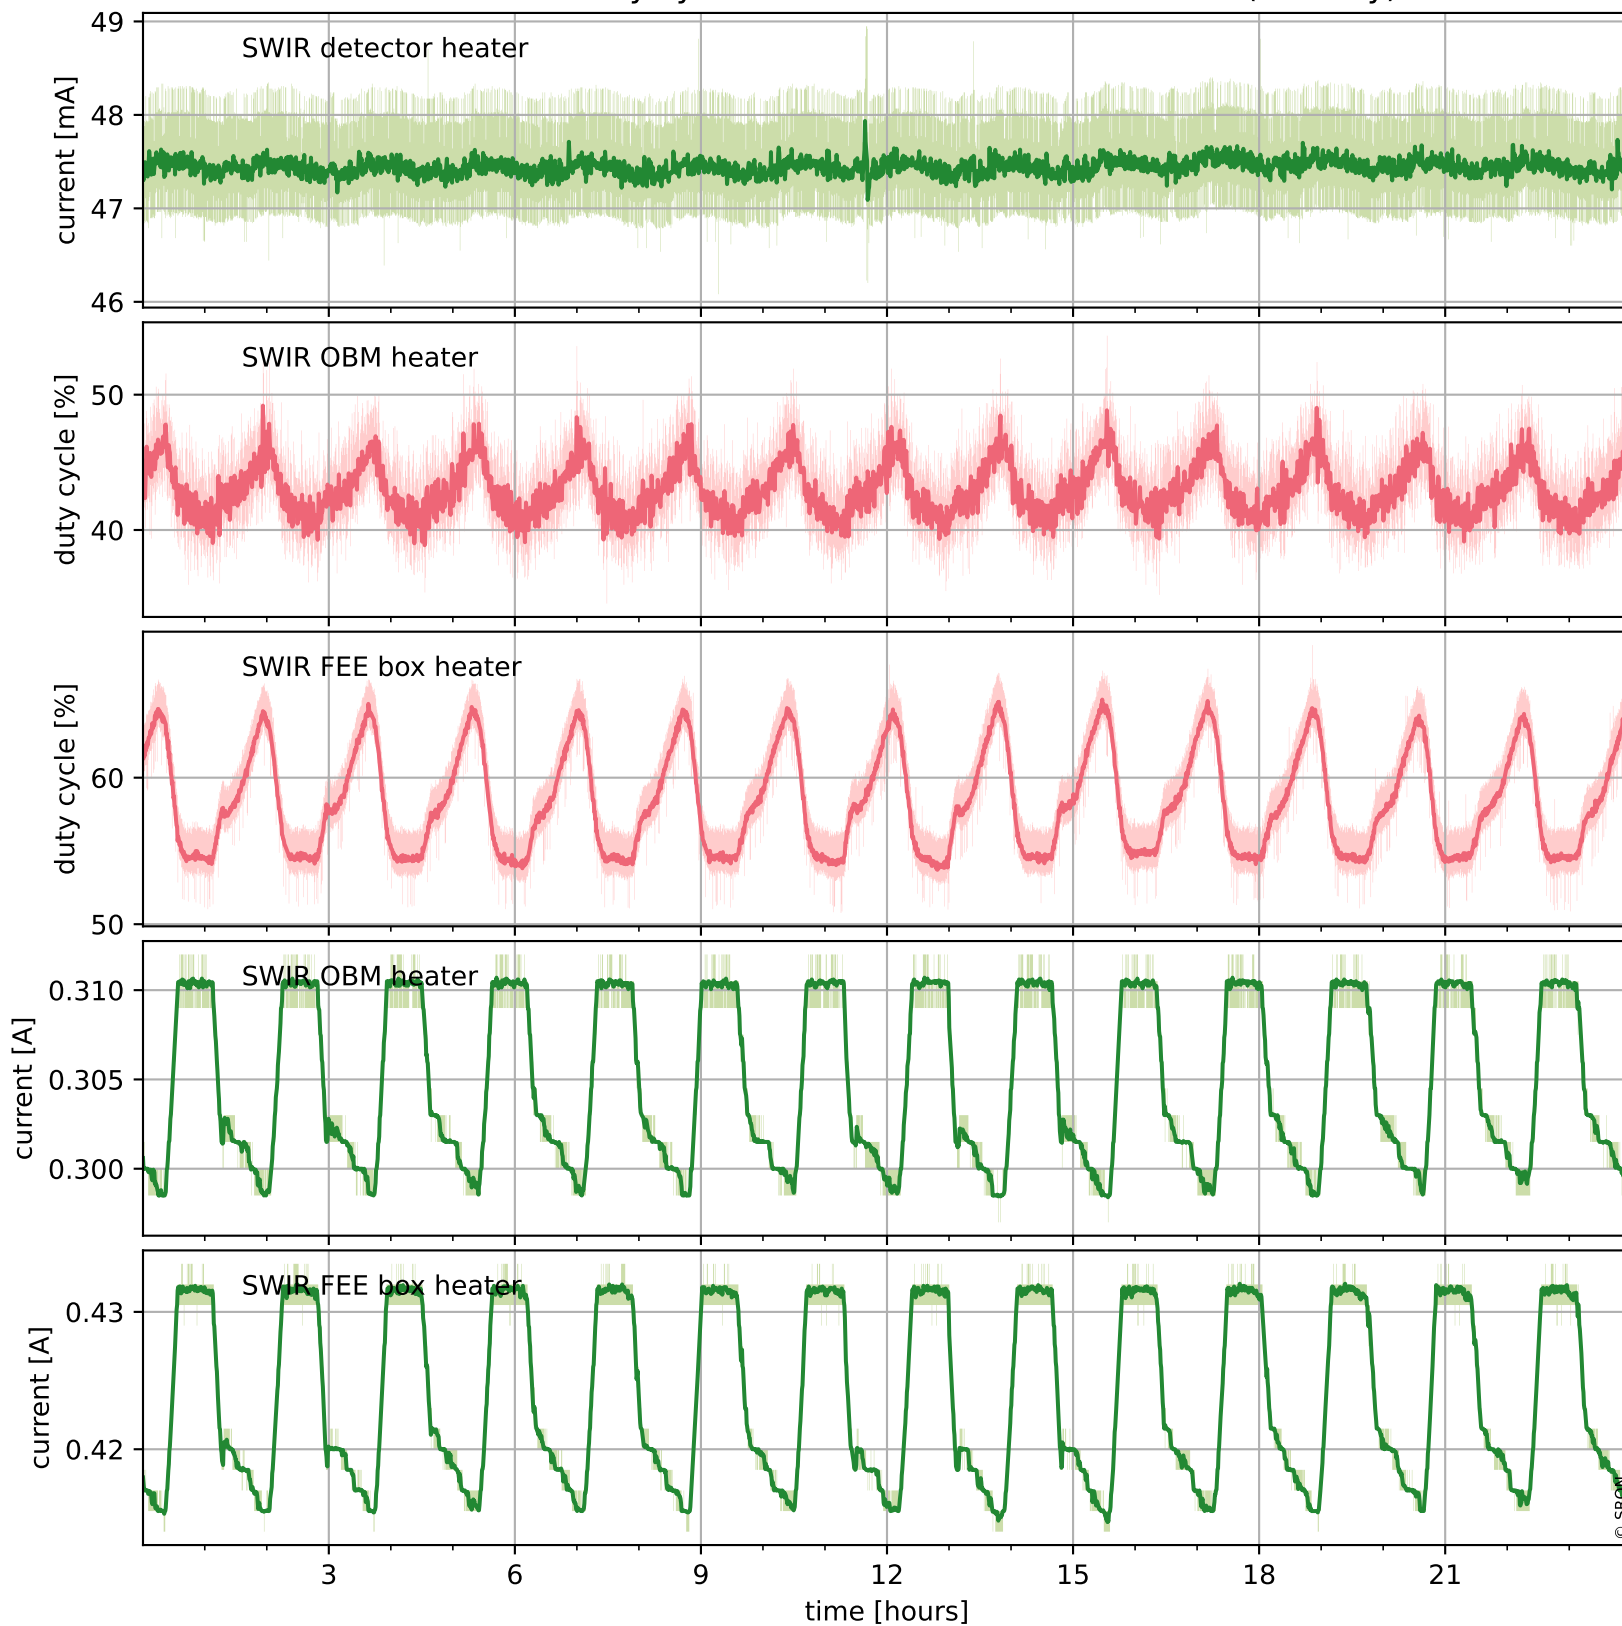 SWIR detector heater
current [mA]
49
48
47
46
SWIR OBM heater
duty cycle [%]
50
40
SWIR FEE box heater
duty cycle [%]
60
50
SWIR OBM heater
current [A]
0.310
0.305
0.300
SWIR FEE box heater
current [A]
0.43
0.42
3 6 9 12 15 18 21
time [hours]
© SRON